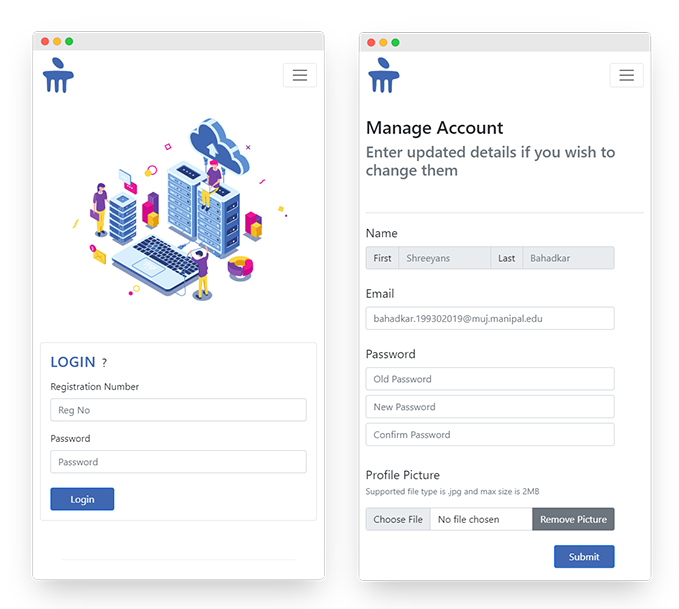 LOGIN ?
Registration Number
Reg No
Password
Password
Login
Manage Account
Enter updated details if you wish to
change them
Name
First Shreeyans Last Bahadkar
Email
bahadkar.199302019@muj.manipal.edu
Password
Old Password
New Password
Confirm Password
Profile Picture
Supported file type is .jpg and max size is 2MB
Choose File No file chosen Remove Picture
Submit